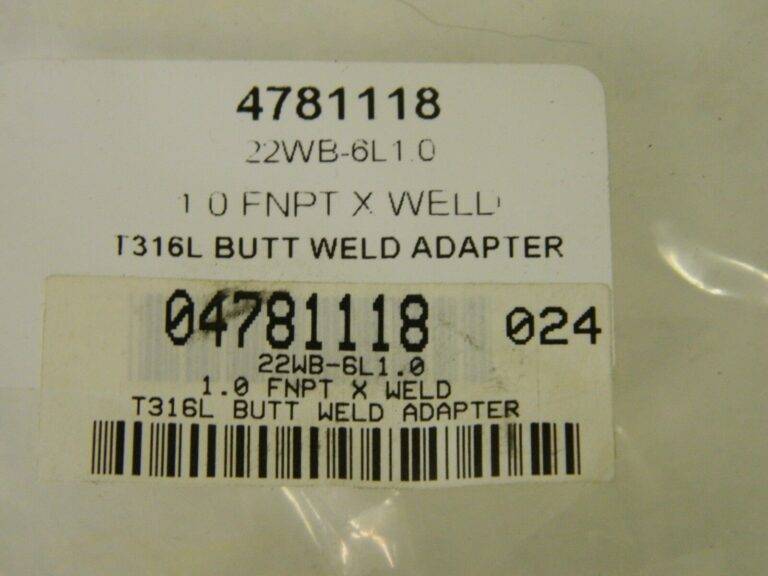 4781118
22WB-6L1.0
1.0 FNPT X WELD
T316L BUTT WELD ADAPTER
04781118 024
22WB-6L1.0
1.0 FNPT X WELD
T316L BUTT WELD ADAPTER